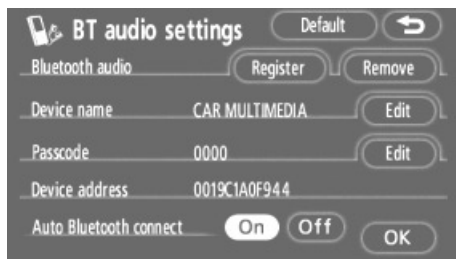 BT audio settings Default
Bluetooth audio Register Remove
Device name CAR MULTIMEDIA Edit
Passcode 0000 Edit
Device address 0019C1A0F944
Auto Bluetooth connect On Off OK